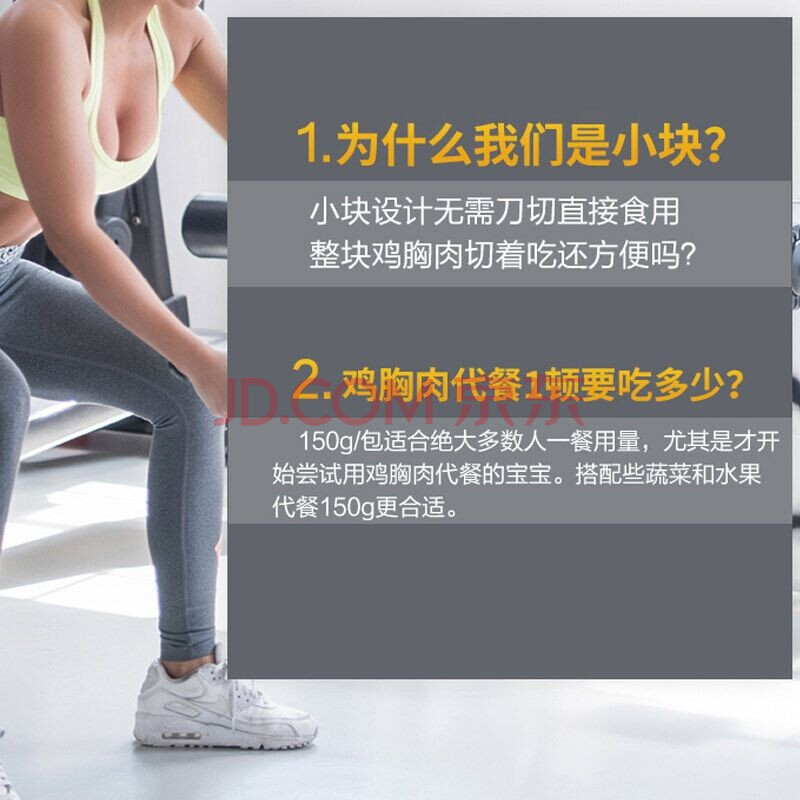 1.为什么我们是小块?
小块设计无需刀切直接食用
整块鸡胸肉切着吃还方便吗?
2.鸡胸肉代餐1顿要吃多少?
JD.COM 京东
150g/包适合绝大多数人一餐用量，尤其是才开
始尝试用鸡胸肉代餐的宝宝。搭配些蔬菜和水果
代餐150g更合适。